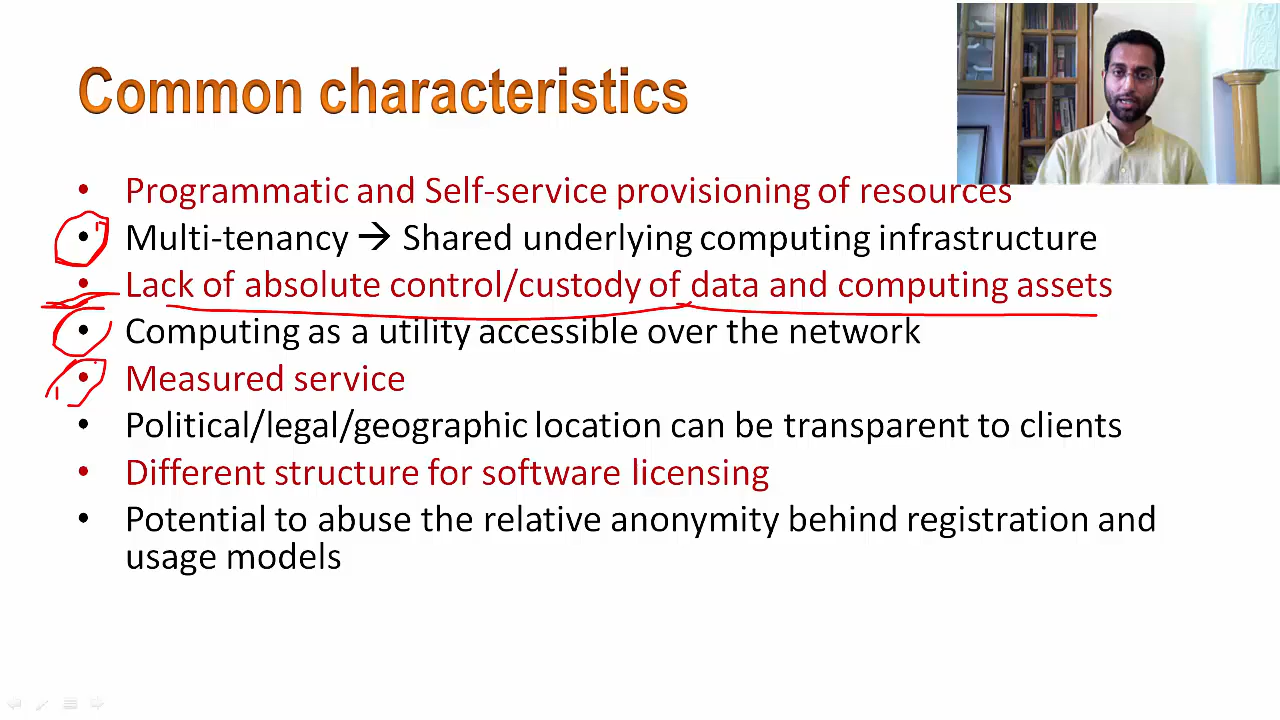 Common characteristics
• Programmatic and Self-service provisioning of resources
• Multi-tenancy → Shared underlying computing infrastructure
• Lack of absolute control/custody of data and computing assets
• Computing as a utility accessible over the network
• Measured service
• Political/legal/geographic location can be transparent to clients
• Different structure for software licensing
• Potential to abuse the relative anonymity behind registration and
usage models